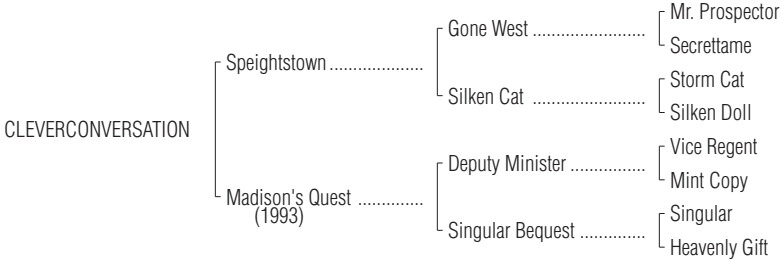 Mr. Prospector
Gone West ........................
Secrettame
Speightstown ....................
Storm Cat
Silken Cat ........................
Silken Doll
CLEVERCONVERSATION
Vice Regent
Deputy Minister ................
Mint Copy
Madison's Quest ..............
(1993)
Singular
Singular Bequest ..............
Heavenly Gift